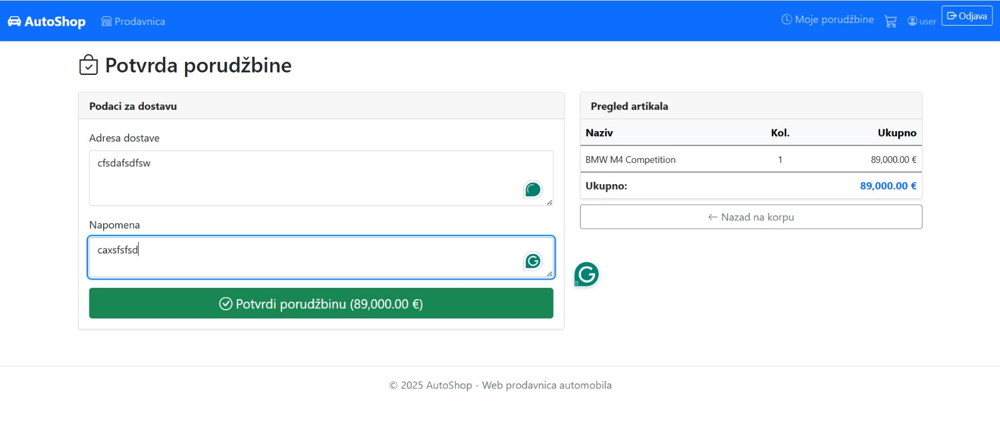 AutoShop Prodavnica Moje porudžbine user Odjava
Potvrda porudžbine
Podaci za dostavu
Adresa dostave
cfsdafsdfsw
Napomena
caxsfsfsd
Potvrdi porudžbinu (89,000.00 €)
Pregled artikala
Naziv Kol. Ukupno
BMW M4 Competition 1 89,000.00 €
Ukupno: 89,000.00 €
← Nazad na korpu
© 2025 AutoShop - Web prodavnica automobila